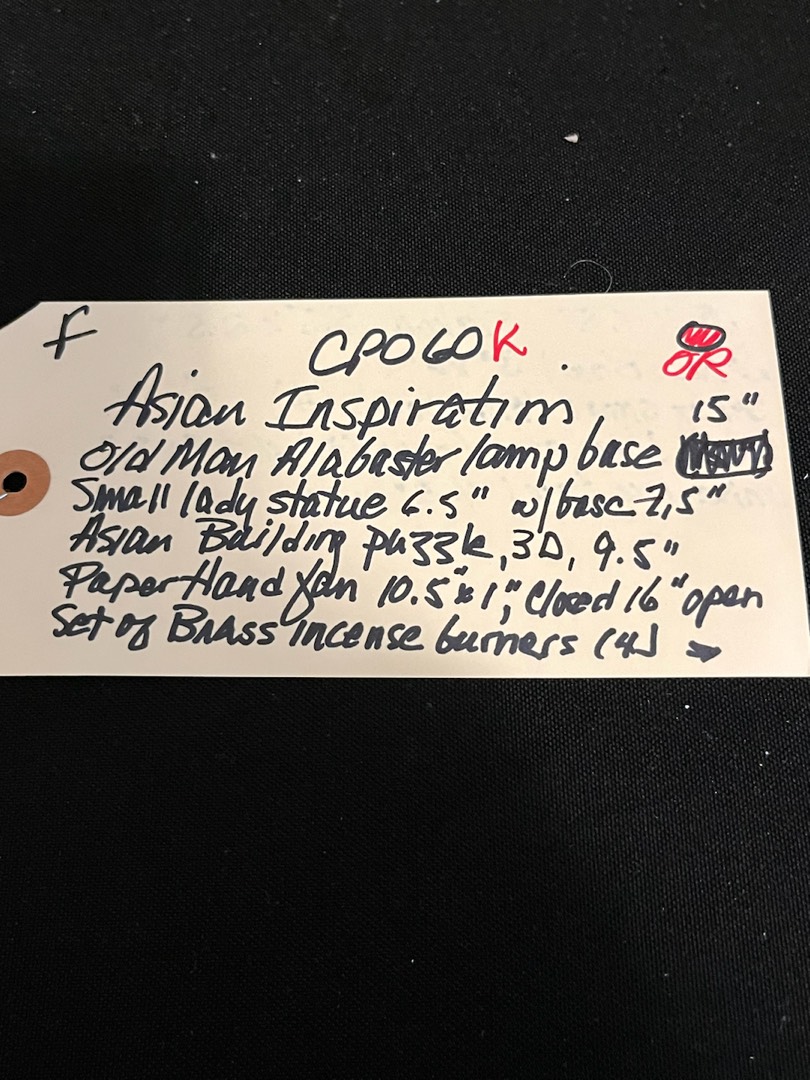 F CPO60K OR
Asian Inspiration 15"
Old Man Alabaster lamp base
Small lady statue 6.5" w/base 7,5"
Asian Building puzzle, 3D, 9.5"
Paper Hand fan 10.5"x1", Closed 16" open
Set of Brass incense burners (4) →